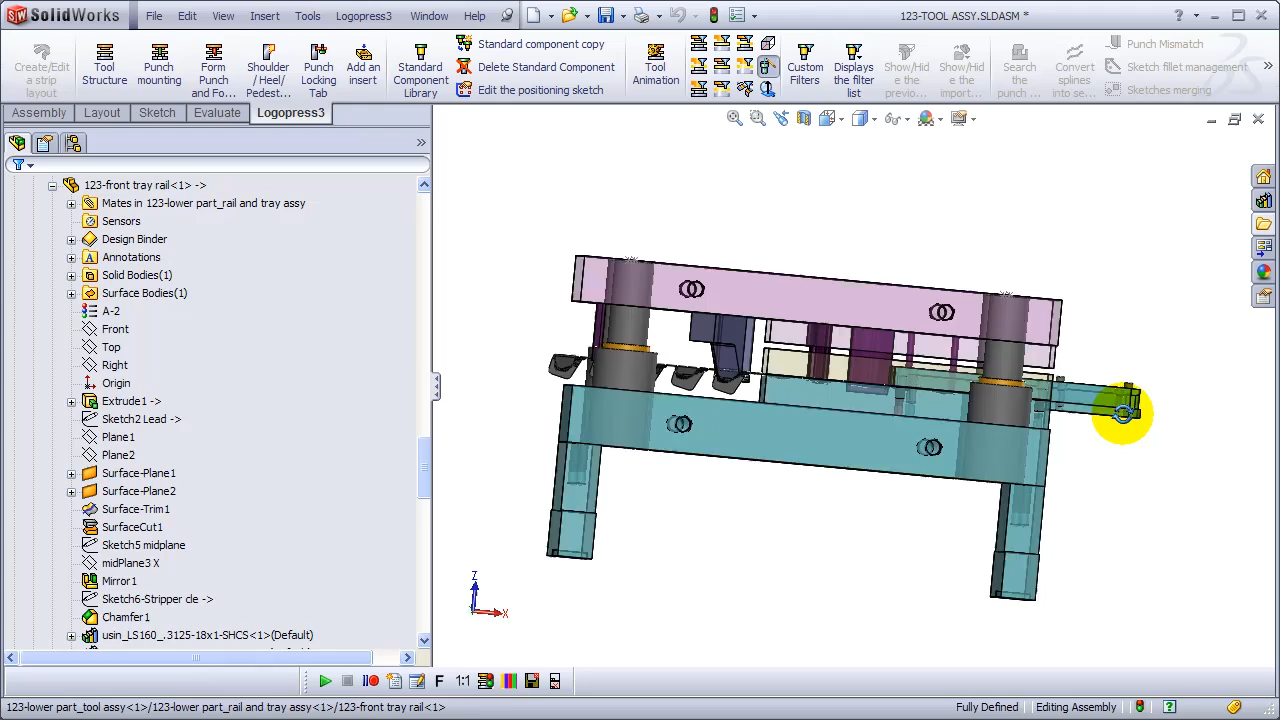 SolidWorks File Edit View Insert Tools Logopress3 Window Help 123-TOOL ASSY.SLDASM *
Create/Edit a strip layout
Tool Structure
Punch mounting
Form Punch and Fo...
Shoulder/ Heel/ Pedest...
Punch Locking Tab
Add an insert
Standard Component Library
Standard component copy
Delete Standard Component
Edit the positioning sketch
Tool Animation
Custom Filters
Displays the filter list
Show/Hid e the previo...
Show/Hid e the impor...
Search the punch ...
Convert splines into se...
Punch Mismatch
Sketch fillet management
Sketches merging
Assembly Layout Sketch Evaluate Logopress3
123-front tray rail<1> ->
Mates in 123-lower part_rail and tray assy
Sensors
Design Binder
Annotations
Solid Bodies(1)
Surface Bodies(1)
A-2
Front
Top
Right
Origin
Extrude1 ->
Sketch2 Lead ->
Plane1
Plane2
Surface-Plane1
Surface-Plane2
Surface-Trim1
SurfaceCut1
Sketch5 midplane
midPlane3 X
Mirror1
Sketch6-Stripper cle ->
Chamfer1
usin_LS160_.3125-18x1-SHCS<1>(Default)
Z
X
F 1:1
123-lower part_tool assy<1>/123-lower part_rail and tray assy<1>/123-front tray rail<1> Fully Defined Editing Assembly